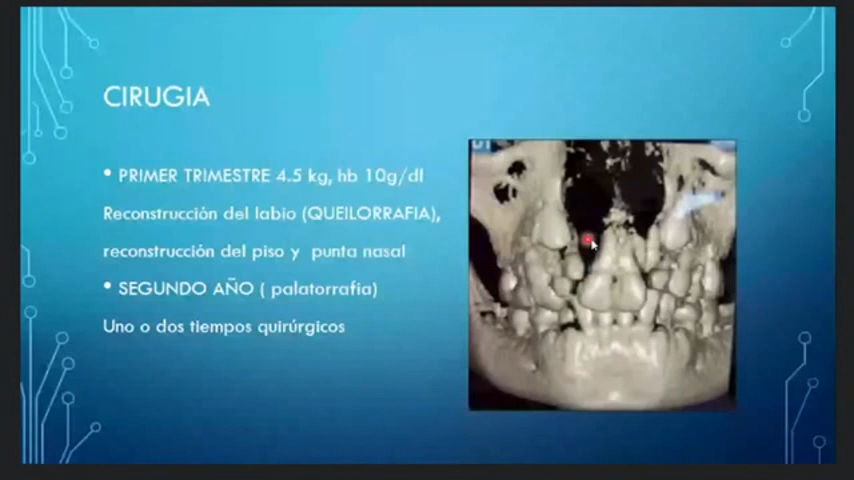 CIRUGIA
• PRIMER TRIMESTRE 4.5 kg, hb 10g/dl
Reconstrucción del labio (QUEILORRAFIA),
reconstrucción del piso y punta nasal
• SEGUNDO AÑO ( palatorrafia)
Uno o dos tiempos quirúrgicos